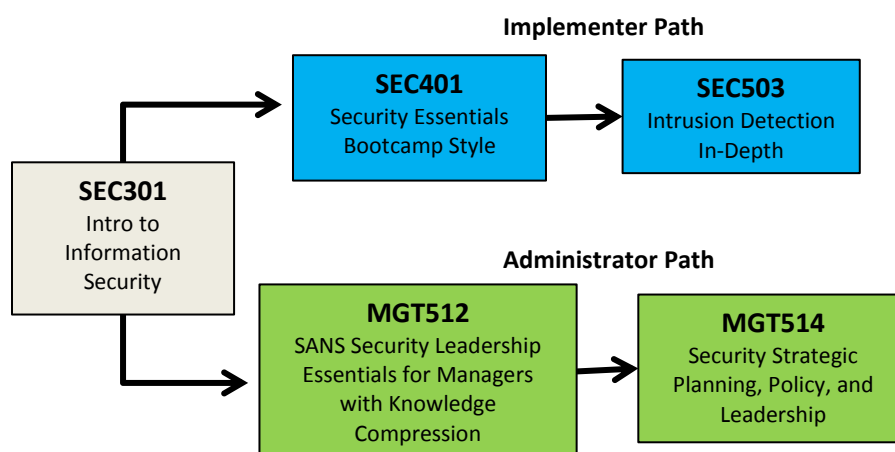 Implementer Path
SEC401
Security Essentials
Bootcamp Style
SEC503
Intrusion Detection
In-Depth
SEC301
Intro to
Information
Security
Administrator Path
MGT512
SANS Security Leadership
Essentials for Managers
with Knowledge
Compression
MGT514
Security Strategic
Planning, Policy, and
Leadership